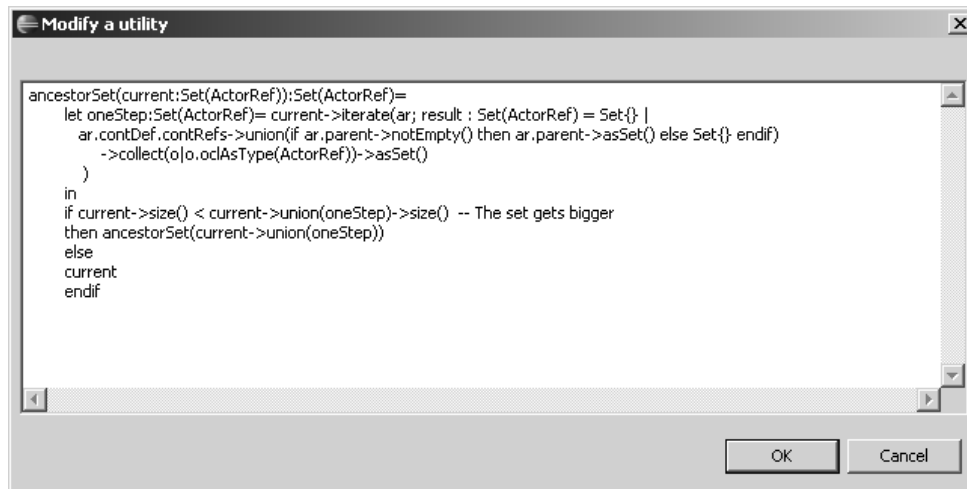 Modify a utility
ancestorSet(current:Set(ActorRef)):Set(ActorRef)=
let oneStep:Set(ActorRef)= current->iterate(ar; result : Set(ActorRef) = Set{} |
ar.contDef.contRefs->union(if ar.parent->notEmpty() then ar.parent->asSet() else Set{} endif)
->collect(o|o.oclAsType(ActorRef))->asSet()
)
in
if current->size() < current->union(oneStep)->size()  -- The set gets bigger
then ancestorSet(current->union(oneStep))
else
current
endif
OK
Cancel